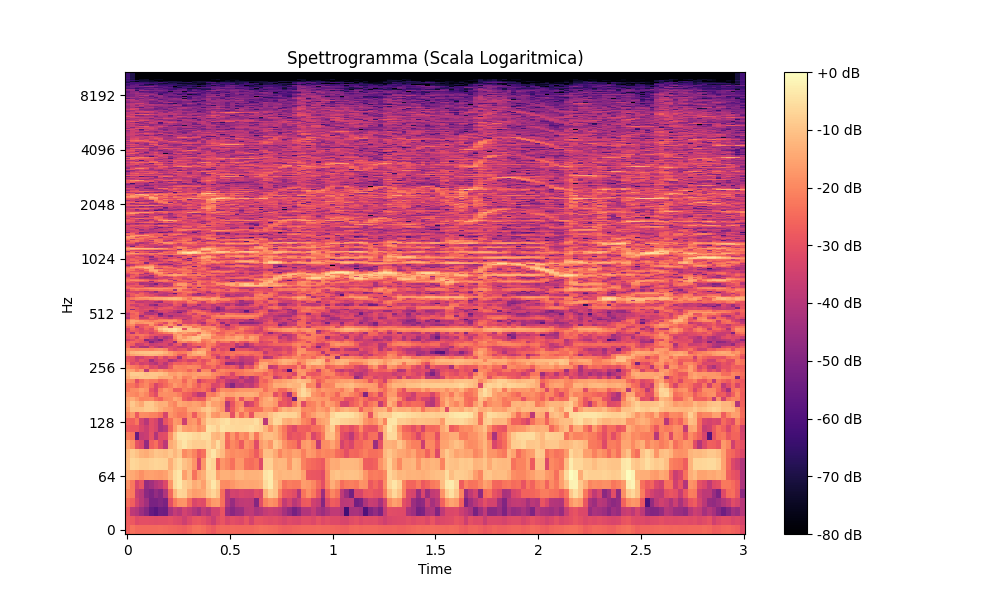 Spettrogramma (Scala Logaritmica)
8192
4096
2048
1024
512
256
128
64
0
Hz
0
0.5
1
1.5
2
2.5
3
Time
+0 dB
-10 dB
-20 dB
-30 dB
-40 dB
-50 dB
-60 dB
-70 dB
-80 dB